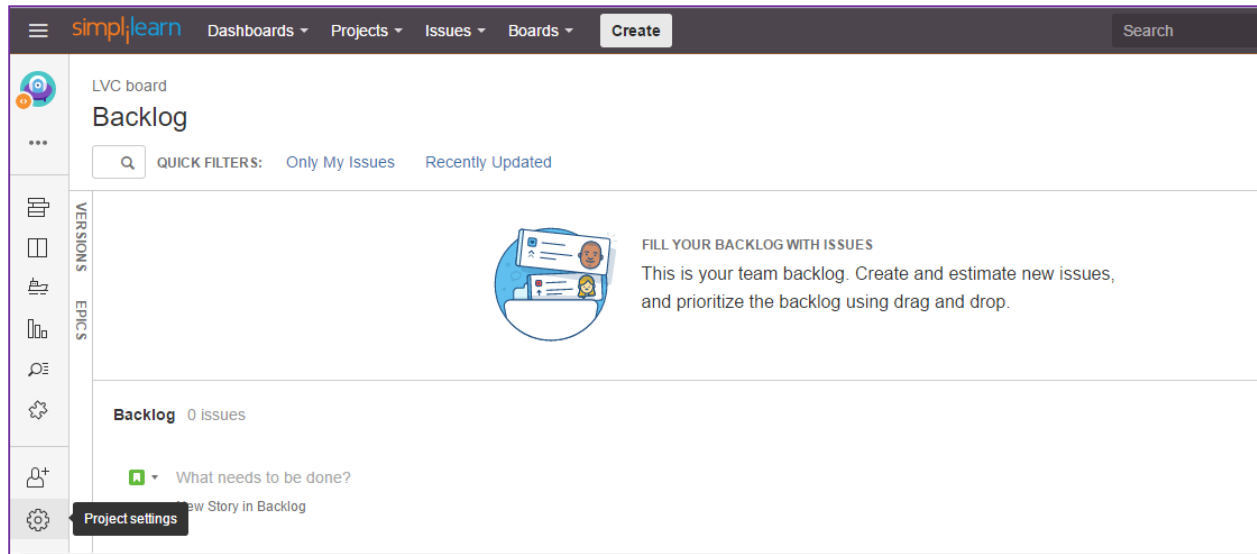 simplilearn Dashboards Projects Issues Boards Create Search
LVC board
Backlog
QUICK FILTERS: Only My Issues Recently Updated
VERSIONS
EPICS
FILL YOUR BACKLOG WITH ISSUES
This is your team backlog. Create and estimate new issues,
and prioritize the backlog using drag and drop.
Backlog 0 issues
What needs to be done?
Story in Backlog
Project settings